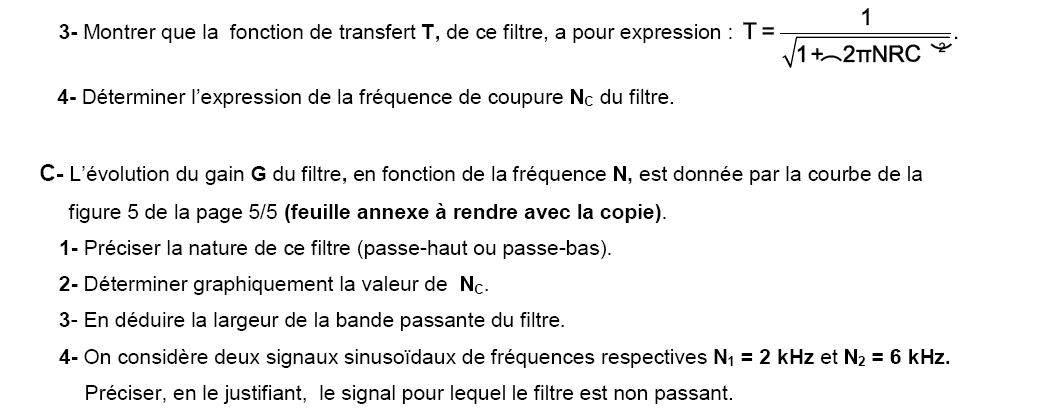 3- Montrer que la fonction de transfert T, de ce filtre, a pour expression : T = 1 / √(1+(2πNRC)²).
4- Déterminer l'expression de la fréquence de coupure N_C du filtre.
C- L'évolution du gain G du filtre, en fonction de la fréquence N, est donnée par la courbe de la
figure 5 de la page 5/5 (feuille annexe à rendre avec la copie).
1- Préciser la nature de ce filtre (passe-haut ou passe-bas).
2- Déterminer graphiquement la valeur de N_C.
3- En déduire la largeur de la bande passante du filtre.
4- On considère deux signaux sinusoïdaux de fréquences respectives N₁ = 2 kHz et N₂ = 6 kHz.
Préciser, en le justifiant, le signal pour lequel le filtre est non passant.